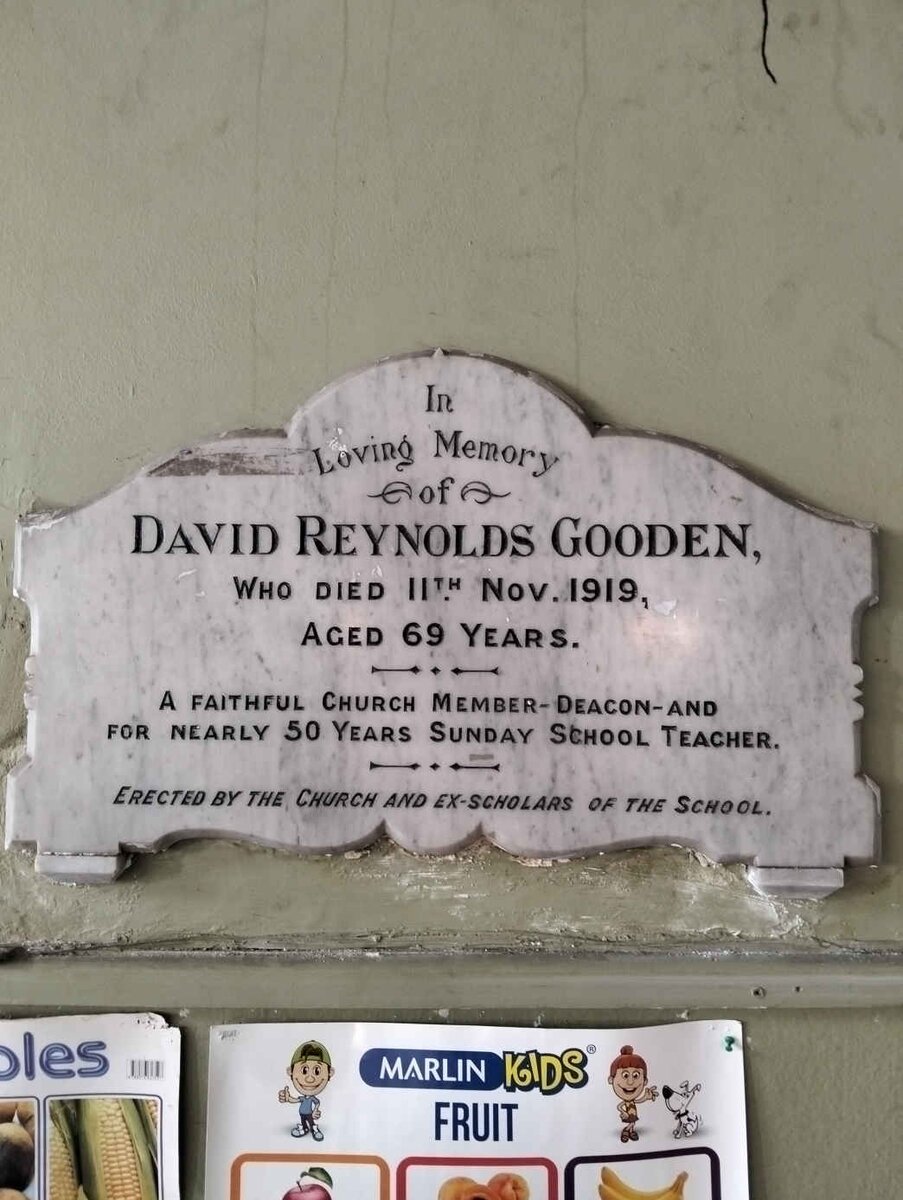 In
Loving Memory
of
DAVID REYNOLDS GOODEN,
WHO DIED 11TH NOV. 1919,
AGED 69 YEARS.
A FAITHFUL CHURCH MEMBER-DEACON-AND
FOR NEARLY 50 YEARS SUNDAY SCHOOL TEACHER.
ERECTED BY THE CHURCH AND EX-SCHOLARS OF THE SCHOOL.
MARLIN KIDS®
FRUIT